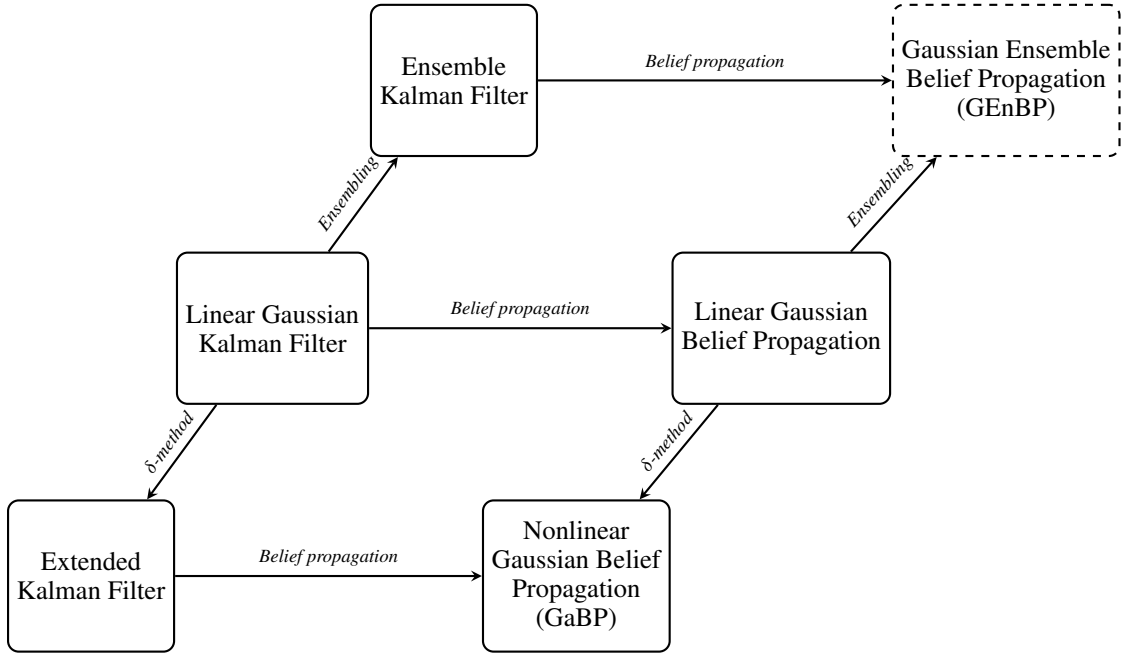 Ensemble
Kalman Filter
Belief propagation
Gaussian Ensemble
Belief Propagation
(GEnBP)
Ensembling
Ensembling
Linear Gaussian
Kalman Filter
Belief propagation
Linear Gaussian
Belief Propagation
δ-method
δ-method
Extended
Kalman Filter
Belief propagation
Nonlinear
Gaussian Belief
Propagation
(GaBP)